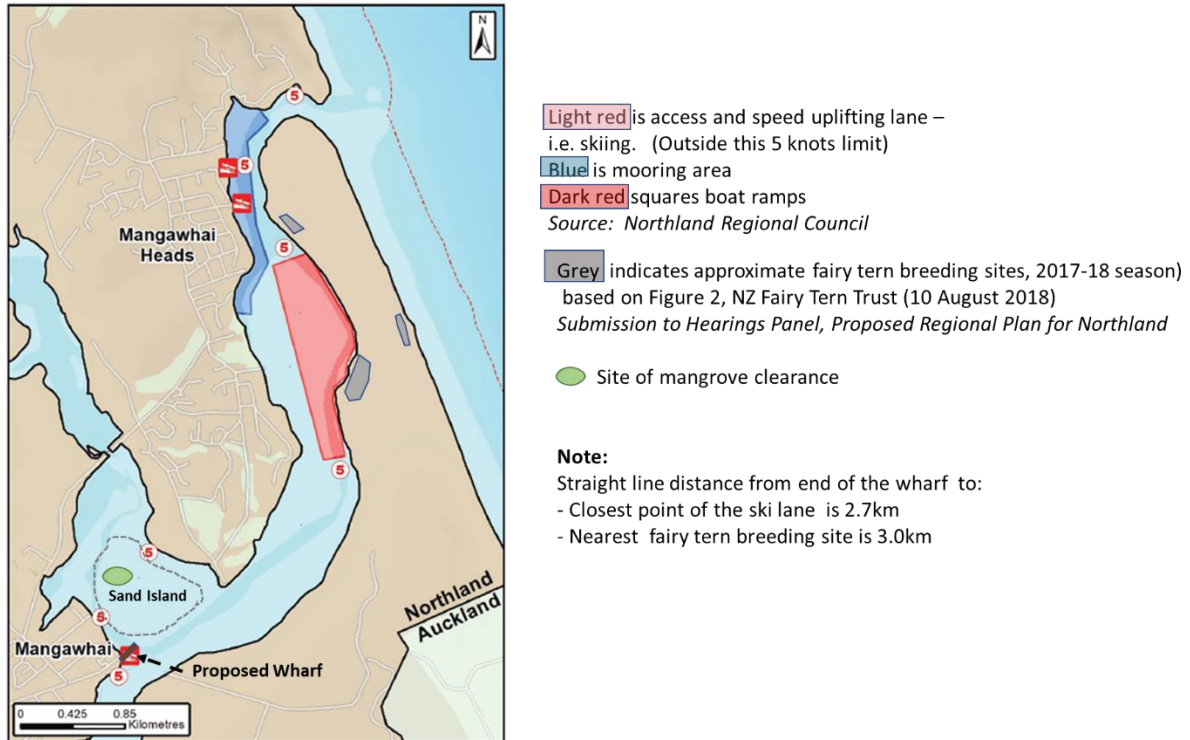 N
5
5
Mangawhai
Heads
5
5
5
Sand Island
5
Mangawhai
5
Proposed Wharf
Northland
Auckland
0 0.425 0.85
Kilometres
Light red is access and speed uplifting lane –
i.e. skiing. (Outside this 5 knots limit)
Blue is mooring area
Dark red squares boat ramps
Source: Northland Regional Council
Grey indicates approximate fairy tern breeding sites, 2017-18 season)
based on Figure 2, NZ Fairy Tern Trust (10 August 2018)
Submission to Hearings Panel, Proposed Regional Plan for Northland
Site of mangrove clearance
Note:
Straight line distance from end of the wharf to:
- Closest point of the ski lane is 2.7km
- Nearest fairy tern breeding site is 3.0km